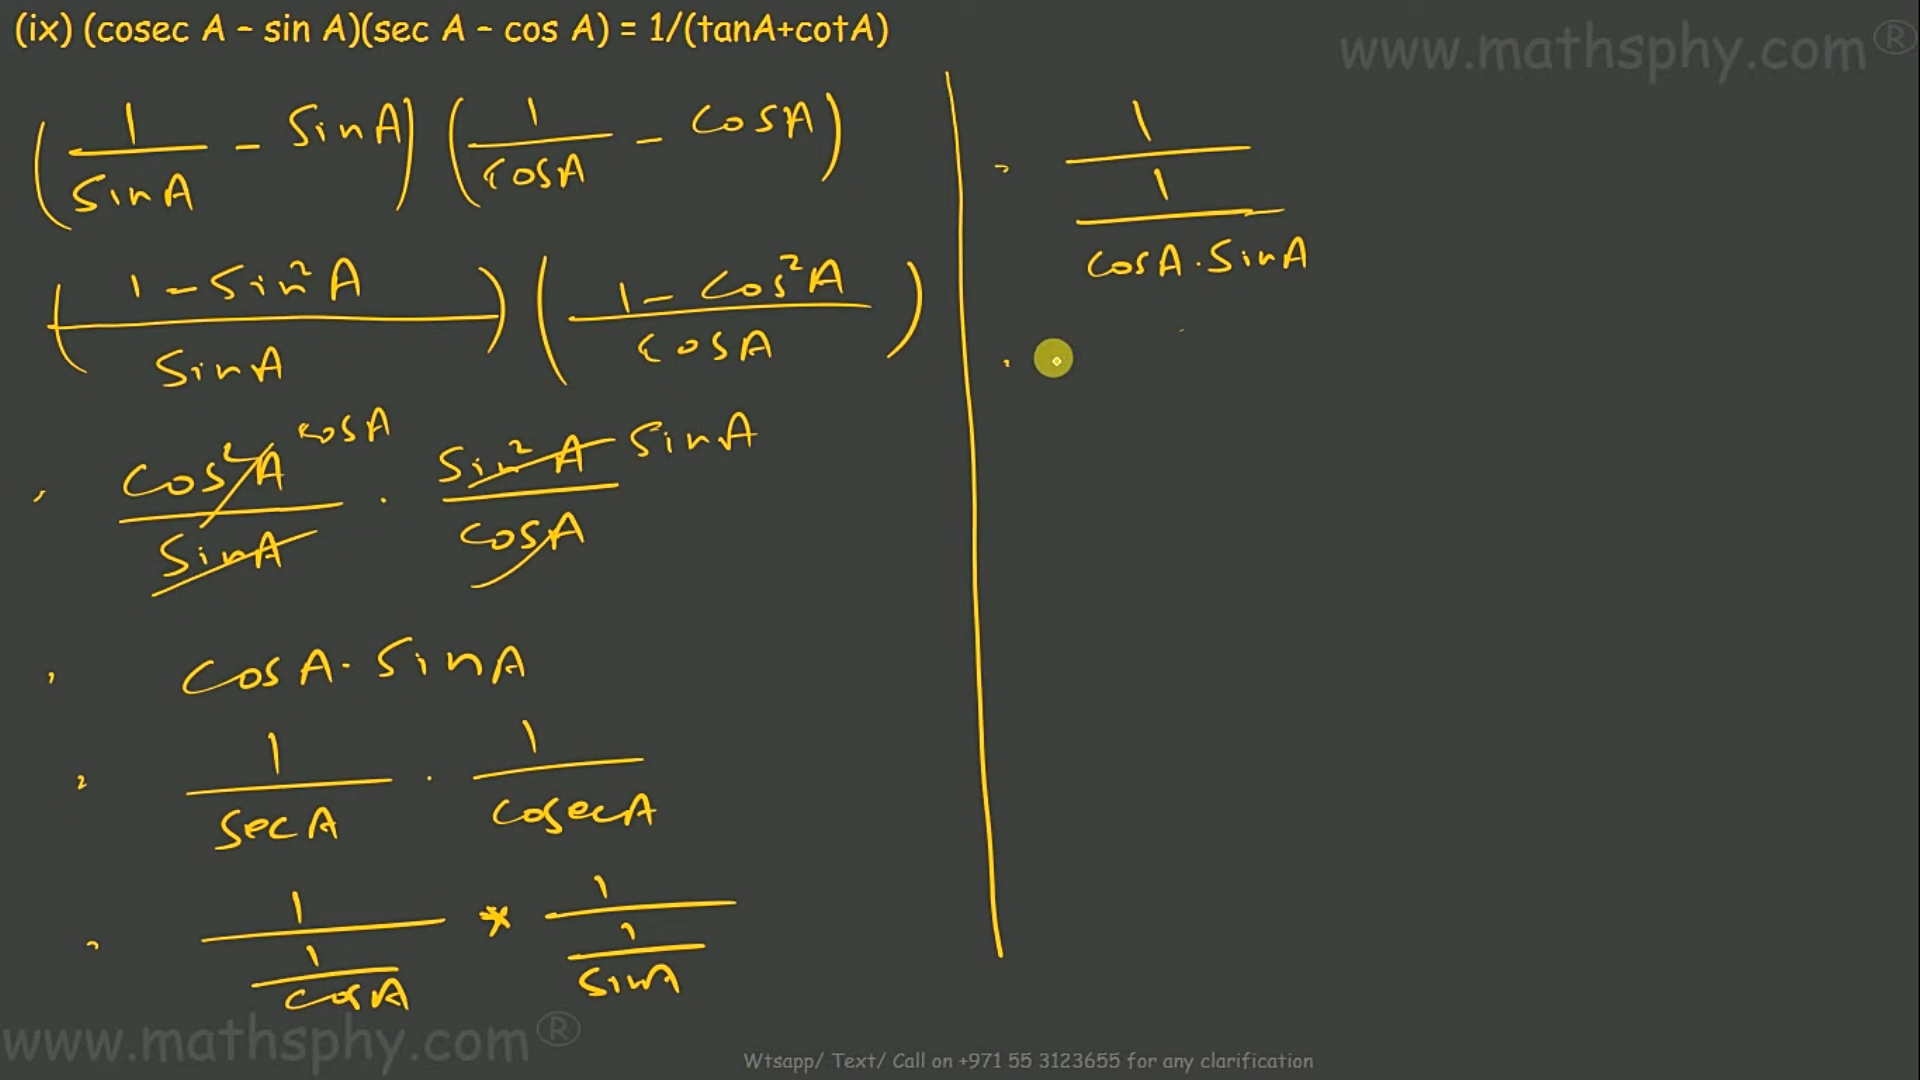 (ix) (cosec A – sin A)(sec A – cos A) = 1/(tanA+cotA)
www.mathsphy.com®
(1/SinA - SinA) (1/CosA - CosA)
((1 - Sin²A)/SinA) ((1 - Cos²A)/CosA)
= Cos²A/SinA CosA . Sin²A/CosA SinA
= CosA . SinA
= 1/SecA . 1/CosecA
= 1/(1/CosA) * 1/(1/SinA)
= 1/(1/(CosA . SinA))
=
www.mathsphy.com®
Wtsapp/ Text/ Call on +971 55 3123655 for any clarification